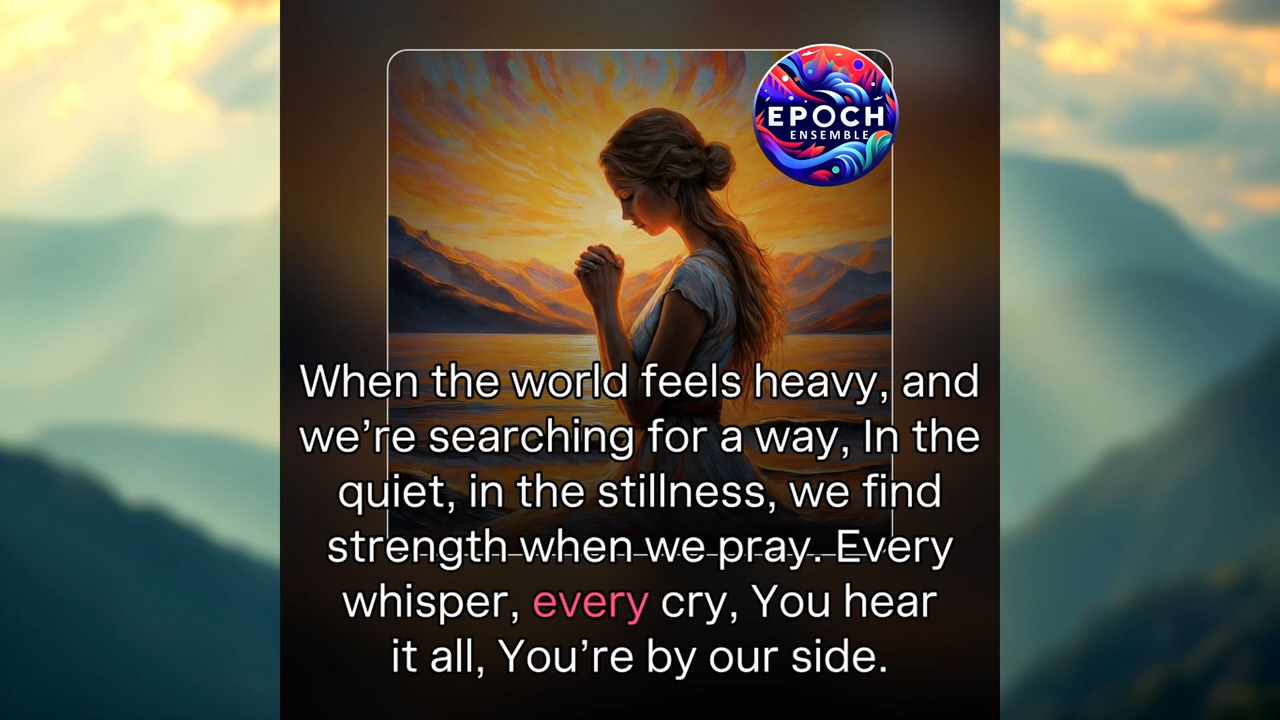 EPOCH
ENSEMBLE
When the world feels heavy, and
we’re searching for a way, In the
quiet, in the stillness, we find
strength when we pray. Every
whisper, every cry, You hear
it all, You’re by our side.